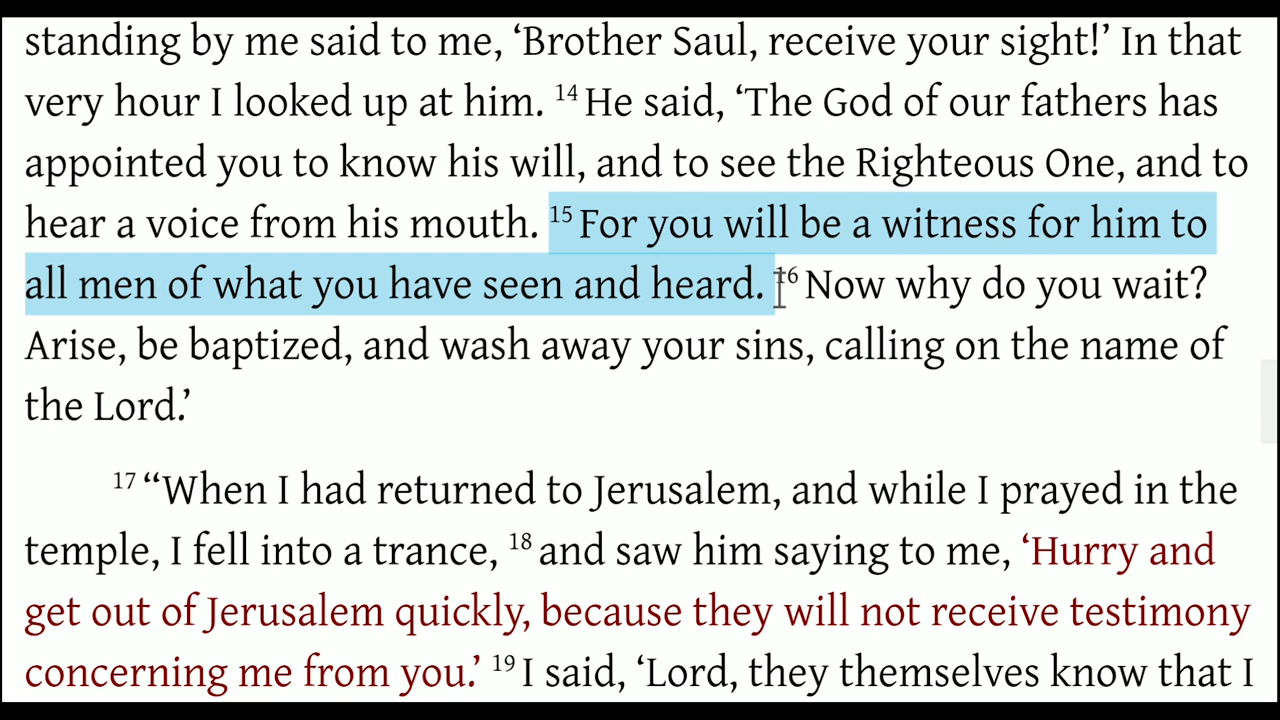 standing by me said to me, ‘Brother Saul, receive your sight!’ In that
very hour I looked up at him. 14 He said, ‘The God of our fathers has
appointed you to know his will, and to see the Righteous One, and to
hear a voice from his mouth. 15 For you will be a witness for him to
all men of what you have seen and heard. 16 Now why do you wait?
Arise, be baptized, and wash away your sins, calling on the name of
the Lord.’
17 “When I had returned to Jerusalem, and while I prayed in the
temple, I fell into a trance, 18 and saw him saying to me, ‘Hurry and
get out of Jerusalem quickly, because they will not receive testimony
concerning me from you.’ 19 I said, ‘Lord, they themselves know that I